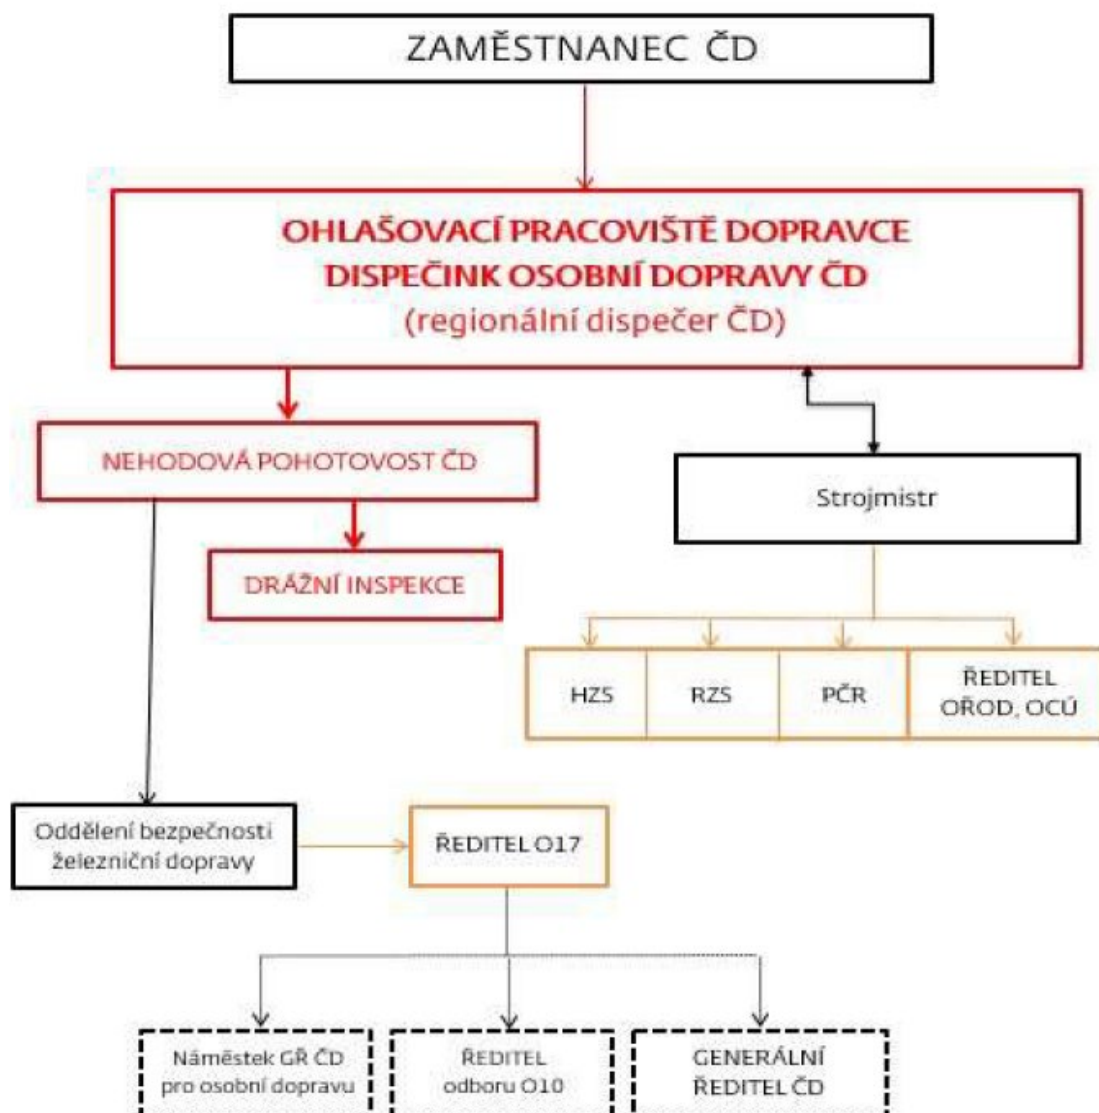 ZAMĚSTNANEC ČD
OHLAŠOVACÍ PRACOVIŠTĚ DOPRAVCE
DISPEČINK OSOBNÍ DOPRAVY ČD
(regionální dispečer ČD)
NEHODOVÁ POHOTOVOST ČD
Strojmistr
DRÁŽNÍ INSPEKCE
HZS
RZS
PČR
ŘEDITEL
OŘOD, OCÚ
Oddělení bezpečnosti
železniční dopravy
ŘEDITEL O17
Náměstek GŘ ČD
pro osobní dopravu
ŘEDITEL
odboru O10
GENERÁLNÍ
ŘEDITEL ČD